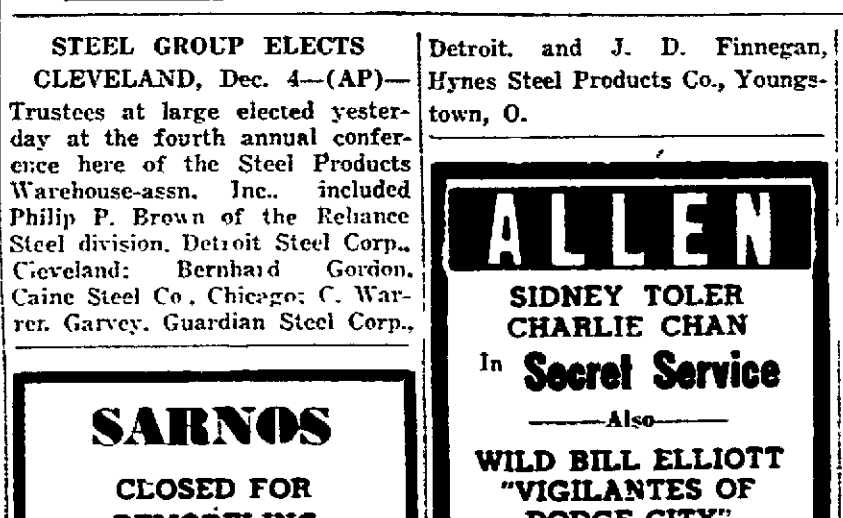 STEEL GROUP ELECTS
CLEVELAND, Dec. 4—(AP)—
Trustees at large elected yester-
day at the fourth annual confer-
ence here of the Steel Products
Warehouse-assn. Inc.. included
Philip P. Brown of the Reliance
Steel division. Detroit Steel Corp.,
Cleveland; Bernhard Gordon.
Caine Steel Co., Chicago; C. War-
ren Garvey. Guardian Steel Corp.,
Detroit. and J. D. Finnegan,
Hynes Steel Products Co., Youngs-
town, O.
SARNOS
CLOSED FOR
REMODELING
ALLEN
SIDNEY TOLER
CHARLIE CHAN
In Secret Service
Also
WILD BILL ELLIOTT
"VIGILANTES OF
DODGE CITY"